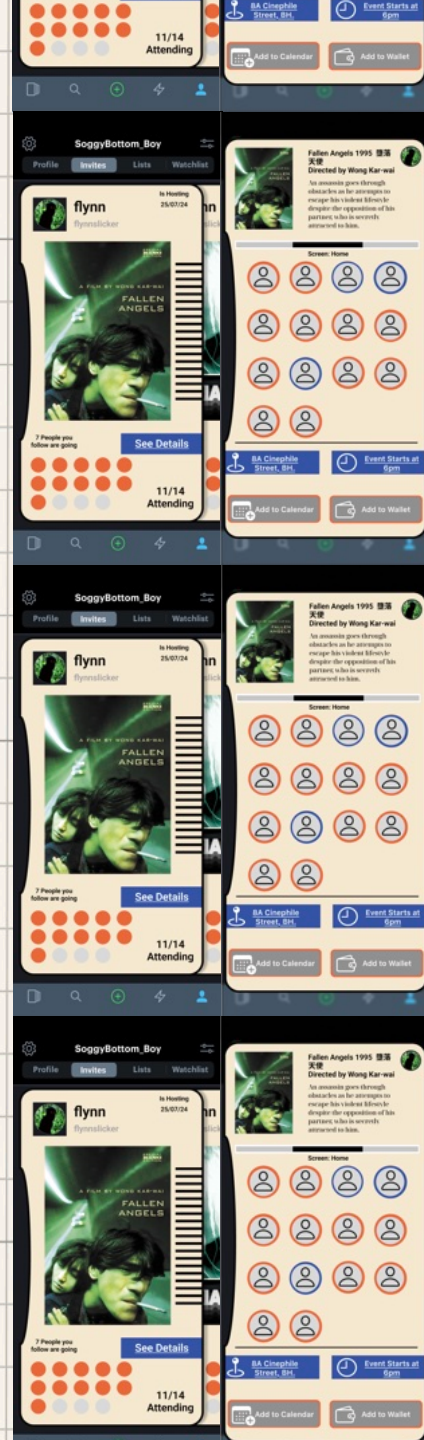 11/14
Attending
8A Cinephile
Street, BH.
Event Starts at
6pm
Add to Calendar
Add to Wallet
SoggyBottom_Boy
Profile
Invites
Lists
Watchlist
flynn
flynnslicker
Is Hosting
25/07/24
A FILM BY WONG KAR-WAI
FALLEN
ANGELS
7 People you
follow are going
See Details
11/14
Attending
Fallen Angels 1995 墮落
天使
Directed by Wong Kar-wai
An assassin goes through
obstacles as he attempts to
escape his violent lifestyle
despite the opposition of his
partner, who is secretly
attracted to him.
Screen: Home
8A Cinephile
Street, BH.
Event Starts at
6pm
Add to Calendar
Add to Wallet
SoggyBottom_Boy
Profile
Invites
Lists
Watchlist
flynn
flynnslicker
Is Hosting
25/07/24
A FILM BY WONG KAR-WAI
FALLEN
ANGELS
7 People you
follow are going
See Details
11/14
Attending
Fallen Angels 1995 墮落
天使
Directed by Wong Kar-wai
An assassin goes through
obstacles as he attempts to
escape his violent lifestyle
despite the opposition of his
partner, who is secretly
attracted to him.
Screen: Home
8A Cinephile
Street, BH.
Event Starts at
6pm
Add to Calendar
Add to Wallet
SoggyBottom_Boy
Profile
Invites
Lists
Watchlist
flynn
flynnslicker
Is Hosting
25/07/24
A FILM BY WONG KAR-WAI
FALLEN
ANGELS
7 People you
follow are going
See Details
11/14
Attending
Fallen Angels 1995 墮落
天使
Directed by Wong Kar-wai
An assassin goes through
obstacles as he attempts to
escape his violent lifestyle
despite the opposition of his
partner, who is secretly
attracted to him.
Screen: Home
8A Cinephile
Street, BH.
Event Starts at
6pm
Add to Calendar
Add to Wallet